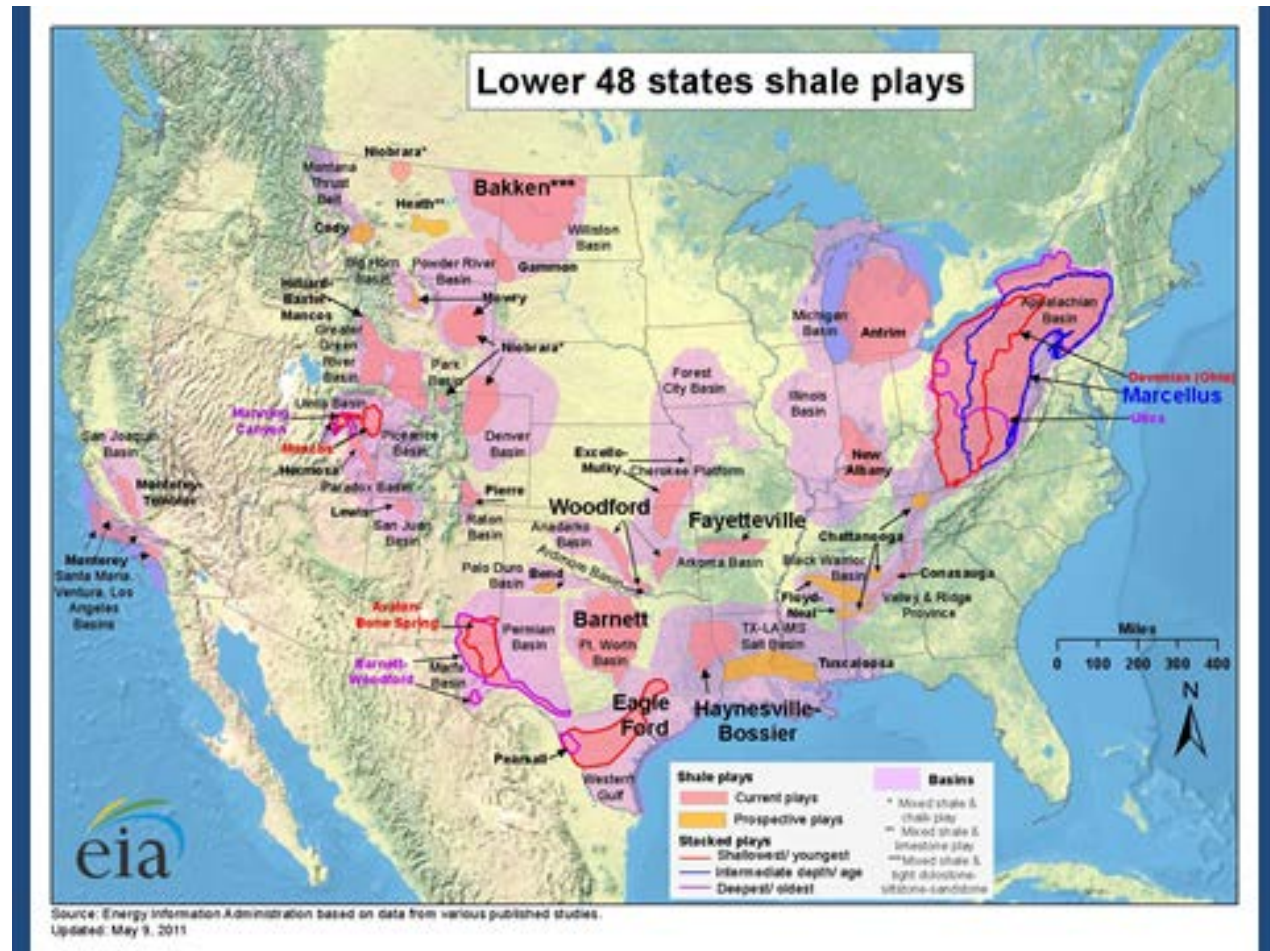 Lower 48 states shale plays
Niobrara*
Montana
Thrust
Belt
Bakken***
Heath**
Cody
Williston
Basin
Big Horn
Basin
Powder River
Basin
Gammon
Hilliard-
Baxter-
Mancos
Mowry
Greater
Green
River
Basin
Niobrara*
Park
Basin
Michigan
Basin
Antrim
Appalachian
Basin
Forest
City Basin
Illinois
Basin
Devonian (Ohio)
Marcellus
Utica
Uinta Basin
Manning
Canyon
Mancos
Piceance
Basin
Denver
Basin
San Joaquin
Basin
Hermosa
Paradox Basin
Excello-
Mulky
Cherokee Platform
New
Albany
Monterey-
Temblor
Lewis
San Juan
Basin
Pierre
Raton
Basin
Woodford
Anadarko
Basin
Fayetteville
Chattanooga
Ardmore Basin
Arkoma Basin
Black Warrior
Basin
Conasauga
Monterey
Santa Maria,
Ventura, Los
Angeles
Basins
Palo Duro
Basin
Bend
Floyd-
Neal
Valley & Ridge
Province
Avalon-
Bone Spring
Permian
Basin
Barnett
Ft. Worth
Basin
TX-LA-MS
Salt Basin
Tuscaloosa
Barnett-
Woodford
Marfa
Basin
Eagle
Ford
Haynesville-
Bossier
Pearsall
Western
Gulf
Miles
0 100 200 300 400
N
Shale plays
Current plays
Prospective plays
Stacked plays
Shallowest/ youngest
Intermediate depth/ age
Deepest/ oldest
Basins
* Mixed shale &
chalk play
** Mixed shale &
limestone play
***Mixed shale &
tight dolostone-
siltstone-sandstone
eia
Source: Energy Information Administration based on data from various published studies.
Updated: May 9, 2011